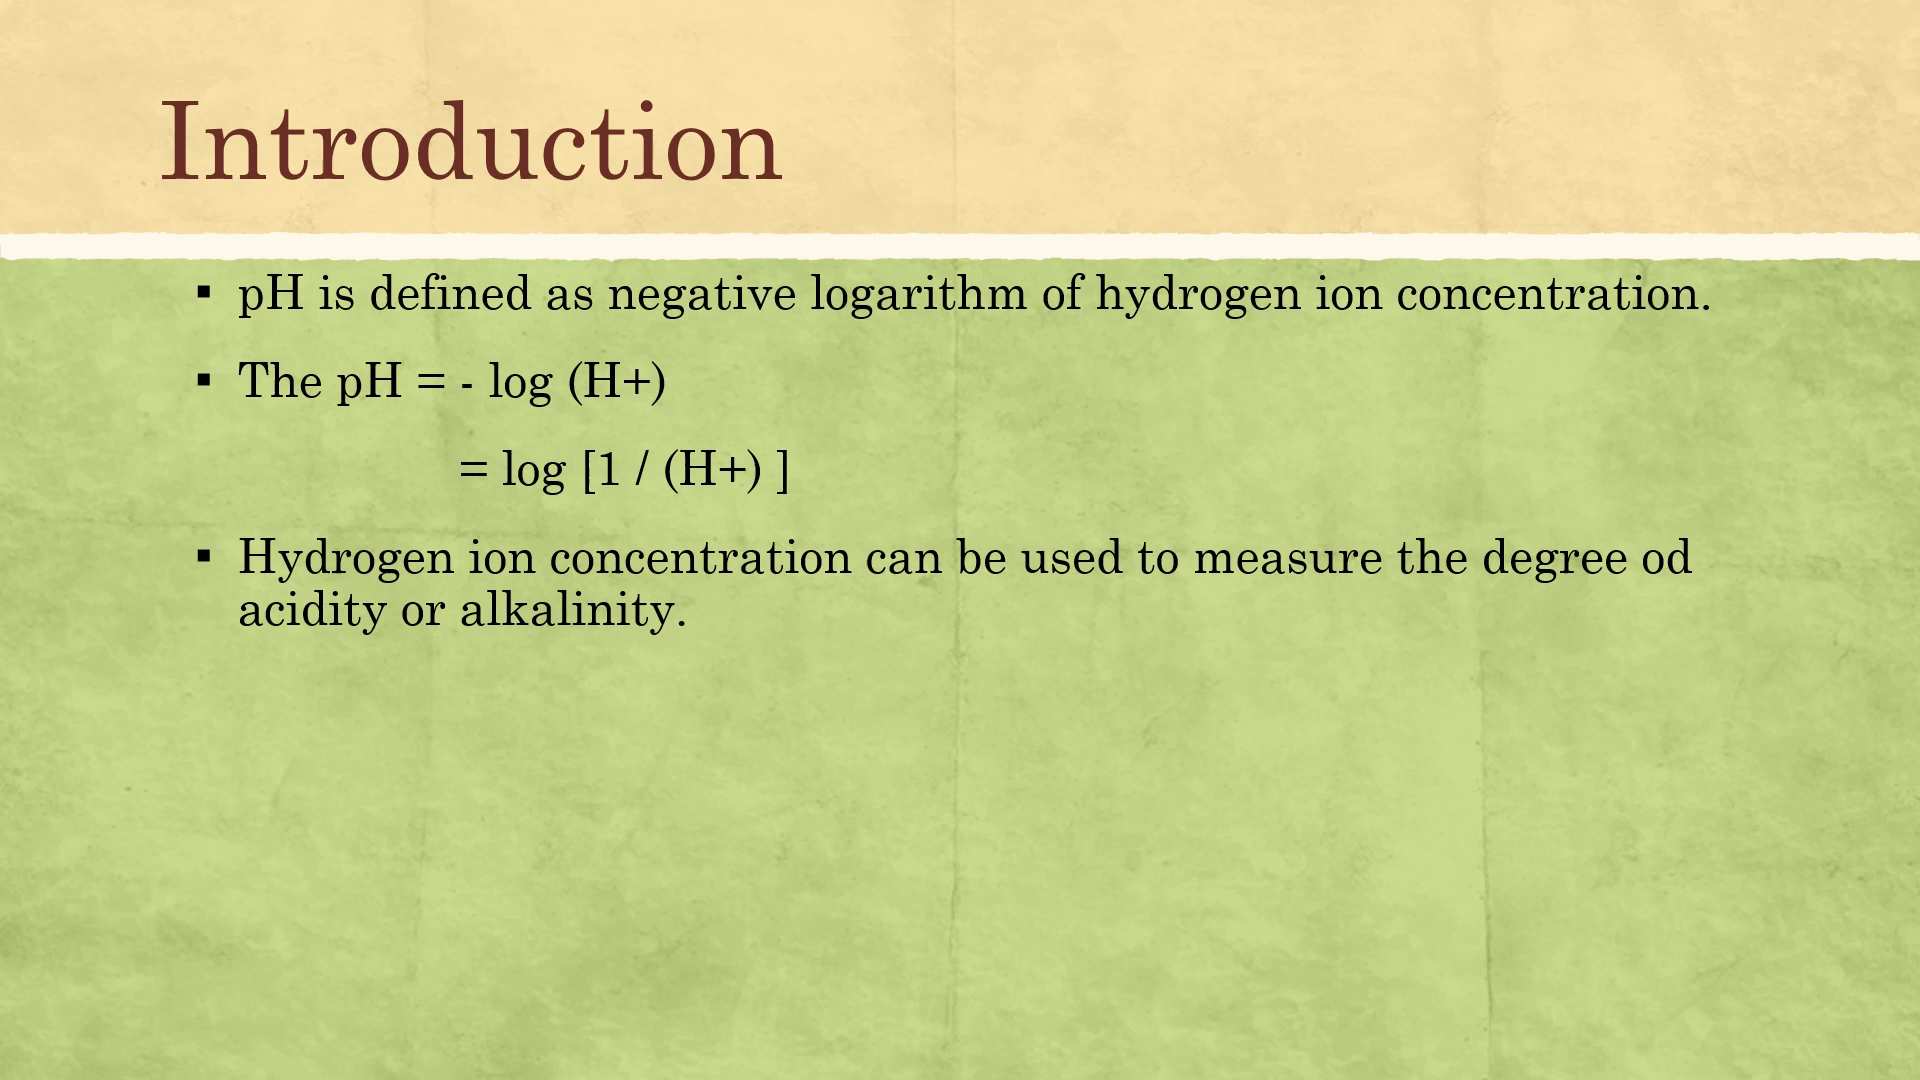 Introduction
▪ pH is defined as negative logarithm of hydrogen ion concentration.
▪ The pH = - log (H+)
= log [1 / (H+) ]
▪ Hydrogen ion concentration can be used to measure the degree od
acidity or alkalinity.